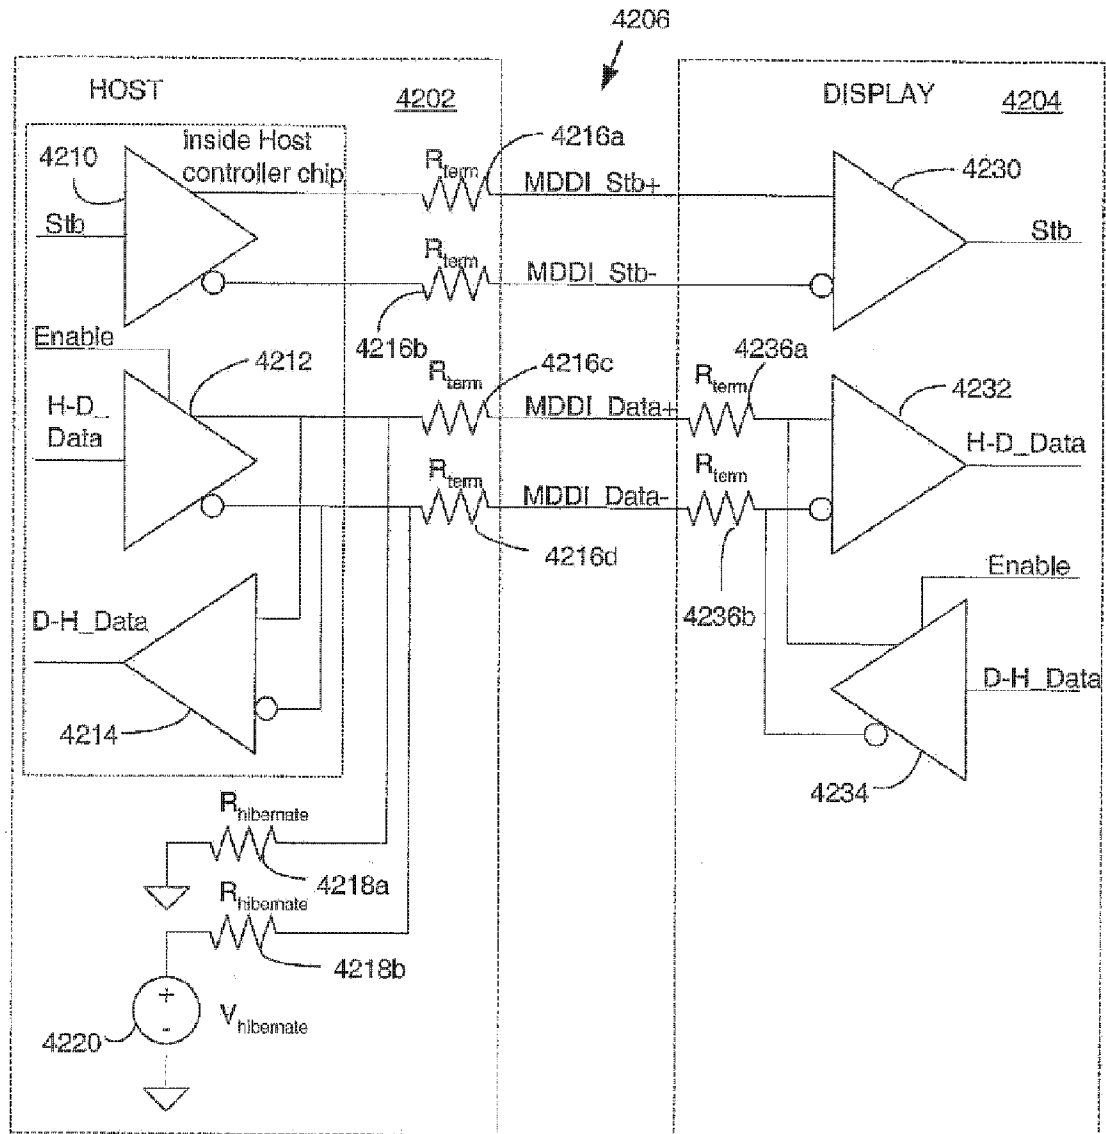 4206
HOST
4202
DISPLAY
4204
Inside Host
controller chip
4210
Stb
Rterm
4216a
MDDI_Stb+
4230
Stb
Rterm
MDDI_Stb-
4216b
Enable
4212
H-D_
Data
Rterm
4216c
MDDI_Data+
Rterm
4236a
4232
H-D_Data
Rterm
MDDI_Data-
Rterm
4216d
4236b
Enable
D-H_Data
4214
D-H_Data
4234
Rhibernate
4218a
Rhibernate
4218b
+
-
Vhibernate
4220